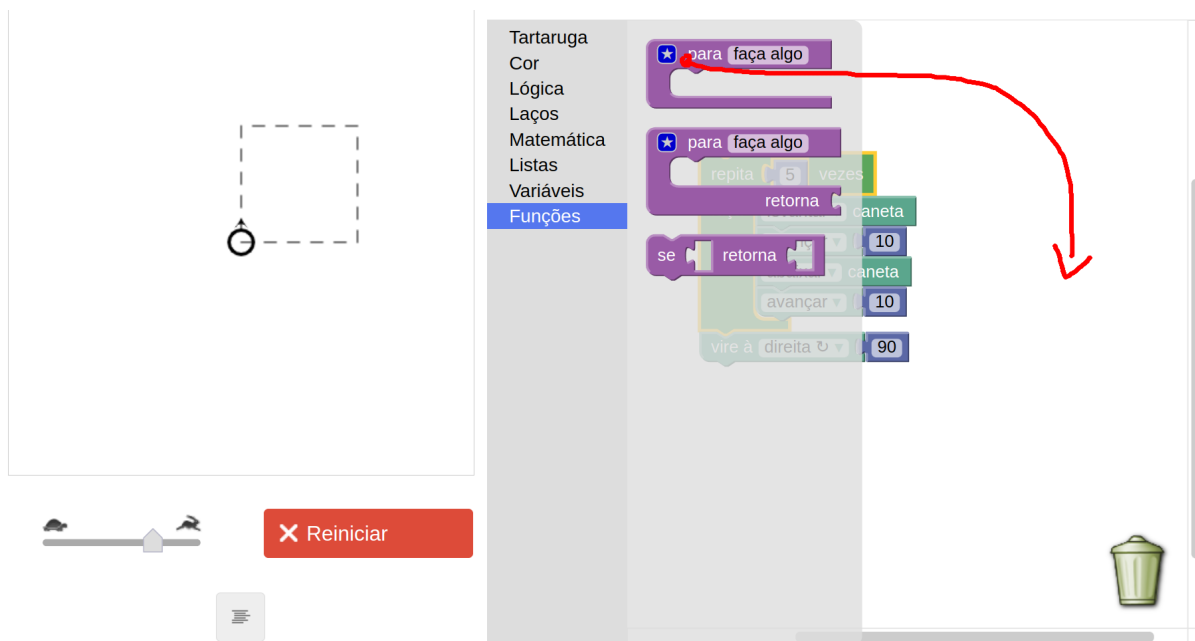 Tartaruga
Cor
Lógica
Laços
Matemática
Listas
Variáveis
Funções
para faça algo
para faça algo
retorna
se retorna
repita 5 vezes
caneta
10
caneta
avançar 10
vire à direita ↻ 90
Reiniciar